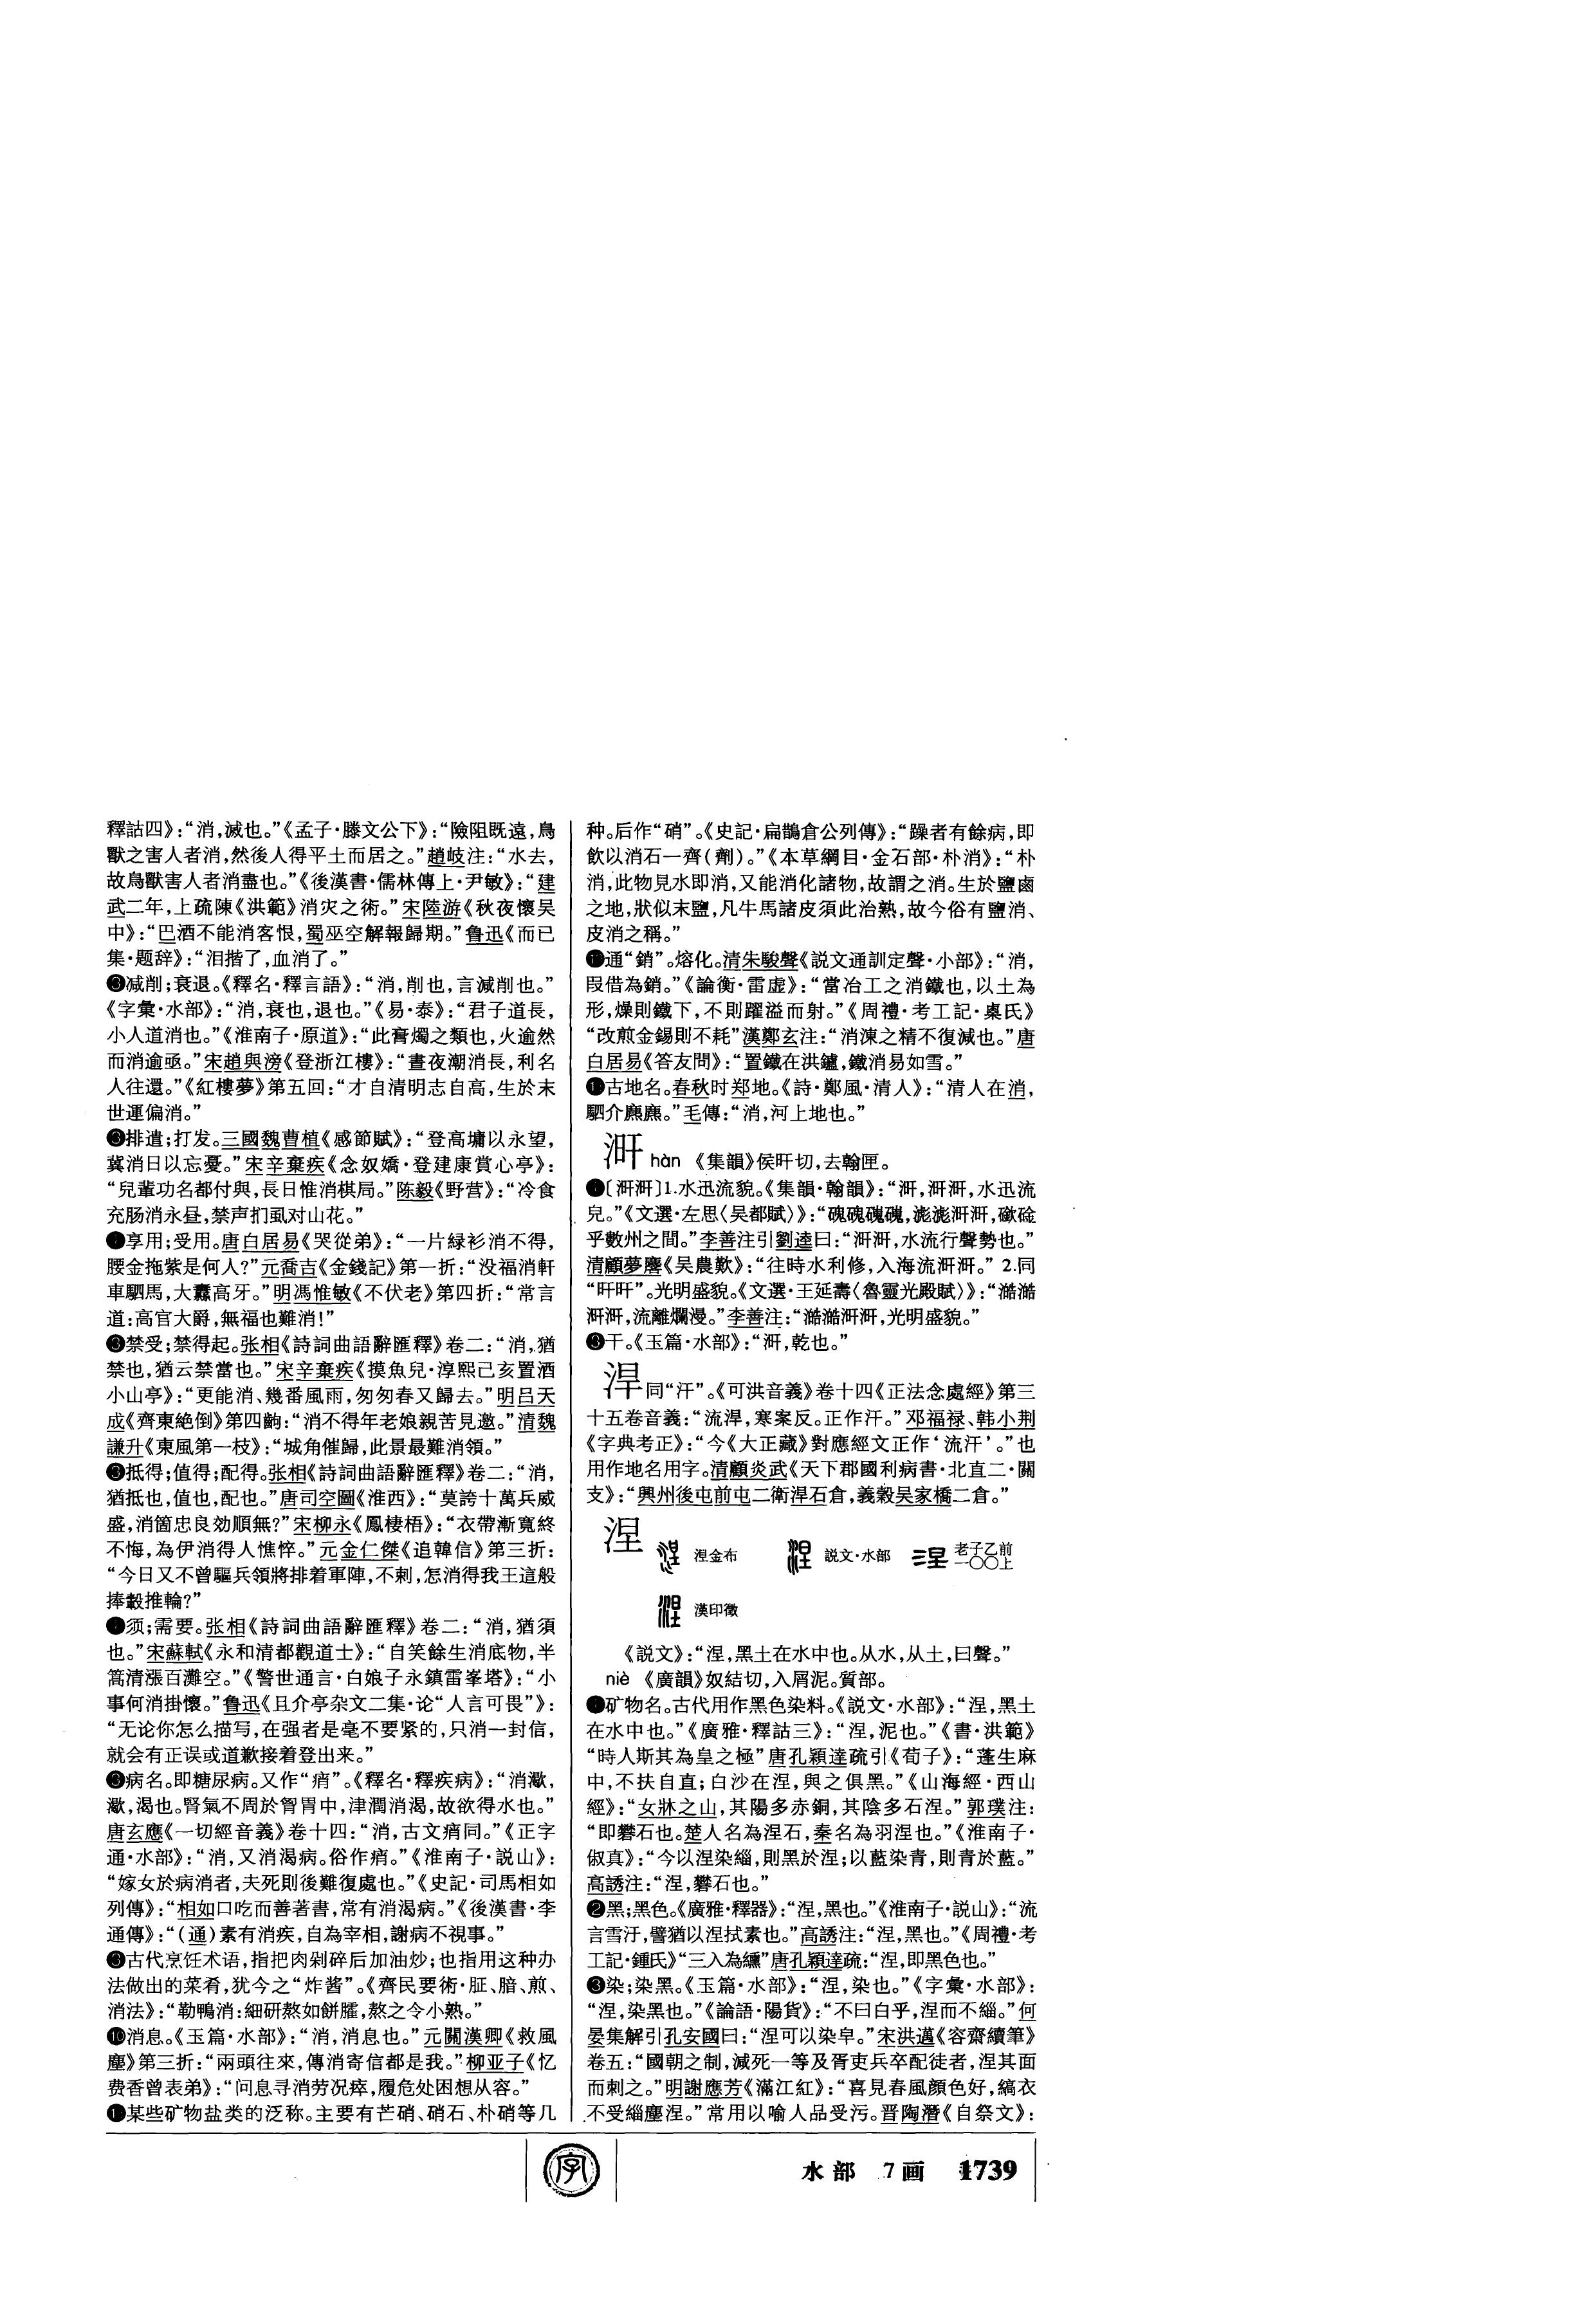 釋詁四》：“消，滅也。”《孟子·滕文公下》：“險阻既遠，鳥
獸之害人者消，然後人得平土而居之。”趙岐注：“水去，
故鳥獸害人者消盡也。”《後漢書·儒林傳上·尹敏》：“建
武二年，上疏陳《洪範》消灾之術。”宋陸游《秋夜懷吴
中》：“巴酒不能消客恨，蜀巫空解報歸期。”鲁迅《而已
集·题辞》：“泪揩了，血消了。”
❸减削；衰退。《釋名·釋言語》：“消，削也，言減削也。”
《字彙·水部》：“消，衰也，退也。”《易·泰》：“君子道長，
小人道消也。”《淮南子·原道》：“此膏燭之類也，火逾然
而消逾亟。”宋趙與滂《登浙江樓》：“晝夜潮消長，利名
人往還。”《紅樓夢》第五回：“才自清明志自高，生於末
世運偏消。”
排遣；打发。三國魏曹植《感節賦》：“登高墉以永望，
冀消日以忘憂。”宋辛棄疾《念奴嬌·登建康賞心亭》：
“兒輩功名都付與，長日惟消棋局。”陈毅《野营》：“冷食
充肠消永昼，禁声扪虱对山花。”
享用；受用。唐白居易《哭從弟》：“一片緑衫消不得，
腰金拖紫是何人？”元喬吉《金錢記》第一折：“没福消軒
車駟馬，大纛高牙。”明馮惟敏《不伏老》第四折：“常言
道：高官大爵，無福也難消！”
禁受；禁得起。张相《詩詞曲語辭匯釋》卷二：“消，猶
禁也，猶云禁當也。”宋辛棄疾《摸魚兒·淳熙己亥置酒
小山亭》：“更能消、幾番風雨，匆匆春又歸去。”明吕天
成《齊東絶倒》第四齣：“消不得年老娘親苦見邀。”清魏
謙升《東風第一枝》：“城角催歸，此景最難消領。”
抵得；值得；配得。张相《詩詞曲語辭匯釋》卷二：“消，
猶抵也，值也，配也。”唐司空圖《淮西》：“莫誇十萬兵威
盛，消箇忠良効順無？”宋柳永《鳳棲梧》：“衣帶漸寬終
不悔，為伊消得人憔悴。”元金仁傑《追韓信》第三折：
“今日又不曾驅兵領將排着軍陣，不剌，怎消得我王這般
捧轂推輪？”
须；需要。张相《詩詞曲語辭匯釋》卷二：“消，猶須
也。”宋蘇軾《永和清都觀道士》：“自笑餘生消底物，半
篙清漲百灘空。”《警世通言·白娘子永鎮雷峯塔》：“小
事何消掛懷。”鲁迅《且介亭杂文二集·论“人言可畏”》：
“无论你怎么描写，在强者是毫不要紧的，只消一封信，
就会有正误或道歉接着登出来。”
病名。即糖尿病。又作“痟”。《釋名·釋疾病》：“消㵣，
㵣，渴也。腎氣不周於胷胃中，津潤消渴，故欲得水也。”
唐玄應《一切經音義》卷十四：“消，古文痟同。”《正字
通·水部》：“消，又消渴病。俗作痟。”《淮南子·説山》：
“嫁女於病消者，夫死則後難復處也。”《史記·司馬相如
列傳》：“相如口吃而善著書，常有消渴病。”《後漢書·李
通傳》：“（通）素有消疾，自為宰相，謝病不視事。”
古代烹饪术语，指把肉剁碎后加油炒；也指用这种办
法做出的菜肴，犹今之“炸酱”。《齊民要術·脏、腤、煎、
消法》：“勒鴨消：細研熬如餅臛，熬之令小熟。”
❿消息。《玉篇·水部》：“消，消息也。”元關漢卿《救風
塵》第三折：“兩頭往來，傳消寄信都是我。”柳亚子《忆
费香曾表弟》：“问息寻消劳况瘁，履危处困想从容。”
某些矿物盐类的泛称。主要有芒硝、硝石、朴硝等几
种。后作“硝”。《史記·扁鵲倉公列傳》：“躁者有餘病，即
飲以消石一齊（劑）。”《本草綱目·金石部·朴消》：“朴
消，此物見水即消，又能消化諸物，故謂之消。生於鹽鹵
之地，狀似末鹽，凡牛馬諸皮須此治熟，故今俗有鹽消、
皮消之稱。”
通“銷”。熔化。清朱駿聲《説文通訓定聲·小部》：“消，
叚借為銷。”《論衡·雷虚》：“當冶工之消鐵也，以土為
形，燥則鐵下，不則躍溢而射。”《周禮·考工記·㮚氏》
“改煎金錫則不耗”漢鄭玄注：“消湅之精不復減也。”唐
白居易《答友問》：“置鐵在洪鑪，鐵消易如雪。”
古地名。春秋时郑地。《詩·鄭風·清人》：“清人在消，
駟介麃麃。”毛傳：“消，河上地也。”
涆 hàn 《集韻》侯旰切，去翰匣。
〔涆涆〕1.水迅流貌。《集韻·翰韻》：“涆，涆涆，水迅流
皃。”《文選·左思〈吴都賦〉》：“磈磈磈磈，滮滮涆涆，礉硷
乎數州之間。”李善注引劉逵曰：“涆涆，水流行聲勢也。”
清顧夢麐《吴農歎》：“往時水利修，入海流涆涆。”2.同
“旰旰”。光明盛貌。《文選·王延壽〈魯靈光殿賦〉》：“澔澔
涆涆，流離爛漫。”李善注：“澔澔涆涆，光明盛貌。”
干。《玉篇·水部》：“涆，乾也。”
浫同“汗”。《可洪音義》卷十四《正法念處經》第三
十五卷音義：“流浫，寒案反。正作汗。”邓福禄、韩小荆
《字典考正》：“今《大正藏》對應經文正作‘流汗’。”也
用作地名用字。清顧炎武《天下郡國利病書·北直二·關
支》：“興州後屯前屯二衛浫石倉，義榖吴家橋二倉。”
涅 涅金布 説文·水部 老子乙前一〇〇上
漢印徵
《説文》：“涅，黑土在水中也。从水，从土，曰聲。”
niè 《廣韻》奴結切，入屑泥。質部。
❶矿物名。古代用作黑色染料。《説文·水部》：“涅，黑土
在水中也。”《廣雅·釋詁三》：“涅，泥也。”《書·洪範》
“時人斯其為皇之極”唐孔穎達疏引《荀子》：“蓬生麻
中，不扶自直；白沙在涅，與之俱黑。”《山海經·西山
經》：“女牀之山，其陽多赤銅，其陰多石涅。”郭璞注：
“即礬石也。楚人名為涅石，秦名為羽涅也。”《淮南子·
俶真》：“今以涅染緇，則黑於涅；以藍染青，則青於藍。”
高誘注：“涅，礬石也。”
❷黑；黑色。《廣雅·釋器》：“涅，黑也。”《淮南子·説山》：“流
言雪汙，譬猶以涅拭素也。”高誘注：“涅，黑也。”《周禮·考
工記·鍾氏》“三入為纁”唐孔穎達疏：“涅，即黑色也。”
❸染；染黑。《玉篇·水部》：“涅，染也。”《字彙·水部》：
“涅，染黑也。”《論語·陽貨》：“不曰白乎，涅而不緇。”何
晏集解引孔安國曰：“涅可以染皁。”宋洪邁《容齋續筆》
卷五：“國朝之制，減死一等及胥吏兵卒配徒者，涅其面
而刺之。”明謝應芳《滿江紅》：“喜見春風顔色好，縞衣
不受緇塵涅。”常用以喻人品受污。晋陶潛《自祭文》：
字 水部 7画 1739